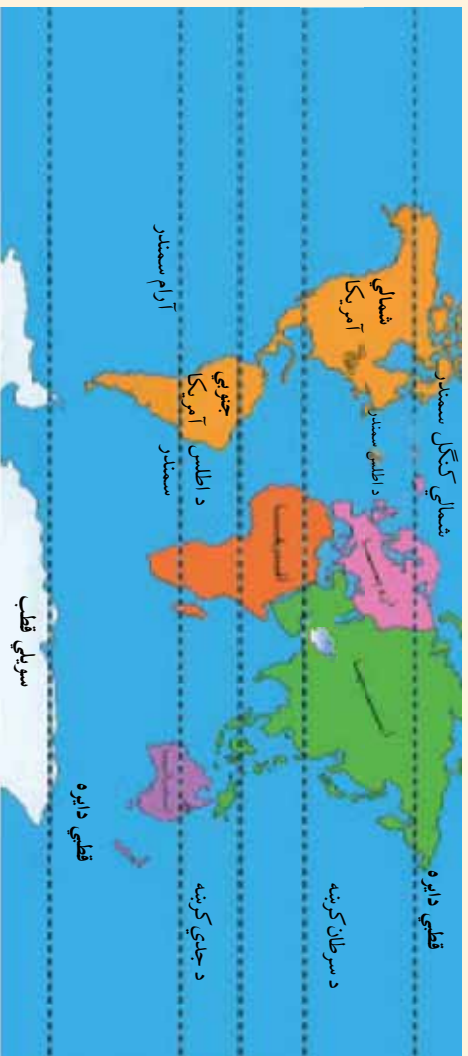 شمالي کنګل سمندر
قطبي دایره
شمالي
آمریکا
د اطلس سمندر
د سرطان کرښه
جنوبي
آمریکا
آرام سمندر
د اطلس
سمندر
د جدي کرښه
قطبي دایره
سویلي قطب